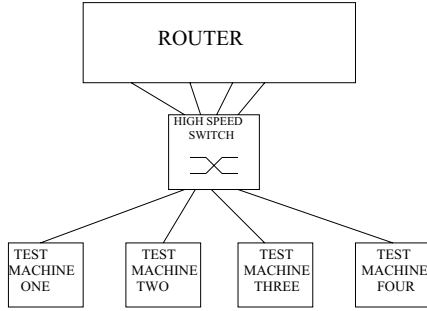 ROUTER
HIGH SPEED
SWITCH
TEST
MACHINE
ONE
TEST
MACHINE
TWO
TEST
MACHINE
THREE
TEST
MACHINE
FOUR